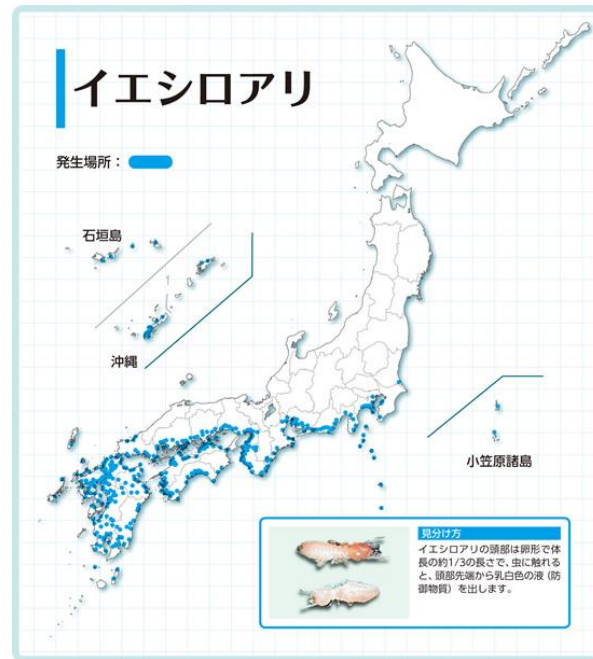 イエシロアリ
発生場所：
石垣島
沖縄
小笠原諸島
見分け方
イエシロアリの頭部は卵形で体
長の約1/3の長さで、虫に触れる
と、頭部先端から乳白色の液（防
御物質）を出します。